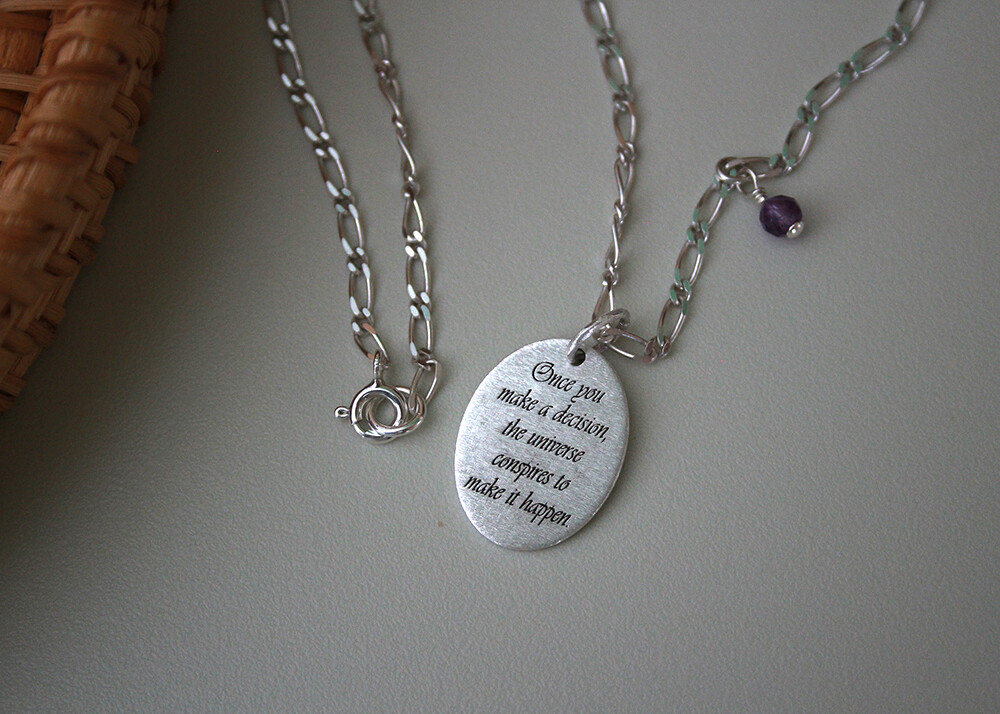 Once you
make a decision,
the universe
conspires to
make it happen.